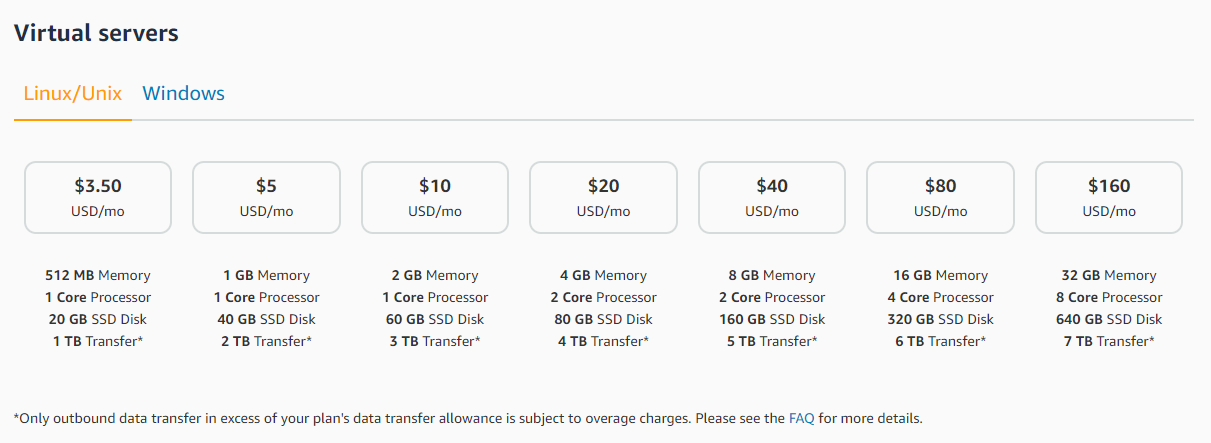 Virtual servers
Linux/Unix Windows
$3.50 $5 $10 $20 $40 $80 $160
USD/mo USD/mo USD/mo USD/mo USD/mo USD/mo USD/mo
512 MB Memory 1 GB Memory 2 GB Memory 4 GB Memory 8 GB Memory 16 GB Memory 32 GB Memory
1 Core Processor 1 Core Processor 1 Core Processor 2 Core Processor 2 Core Processor 4 Core Processor 8 Core Processor
20 GB SSD Disk 40 GB SSD Disk 60 GB SSD Disk 80 GB SSD Disk 160 GB SSD Disk 320 GB SSD Disk 640 GB SSD Disk
1 TB Transfer* 2 TB Transfer* 3 TB Transfer* 4 TB Transfer* 5 TB Transfer* 6 TB Transfer* 7 TB Transfer*
*Only outbound data transfer in excess of your plan's data transfer allowance is subject to overage charges. Please see the FAQ for more details.